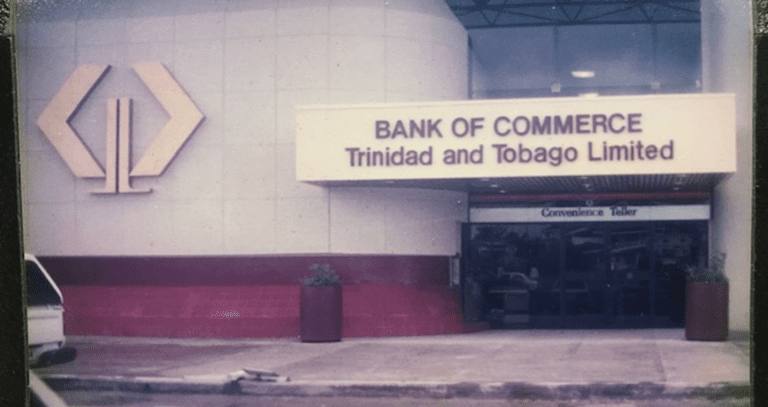 BANK OF COMMERCE
Trinidad and Tobago Limited
Convenience Teller